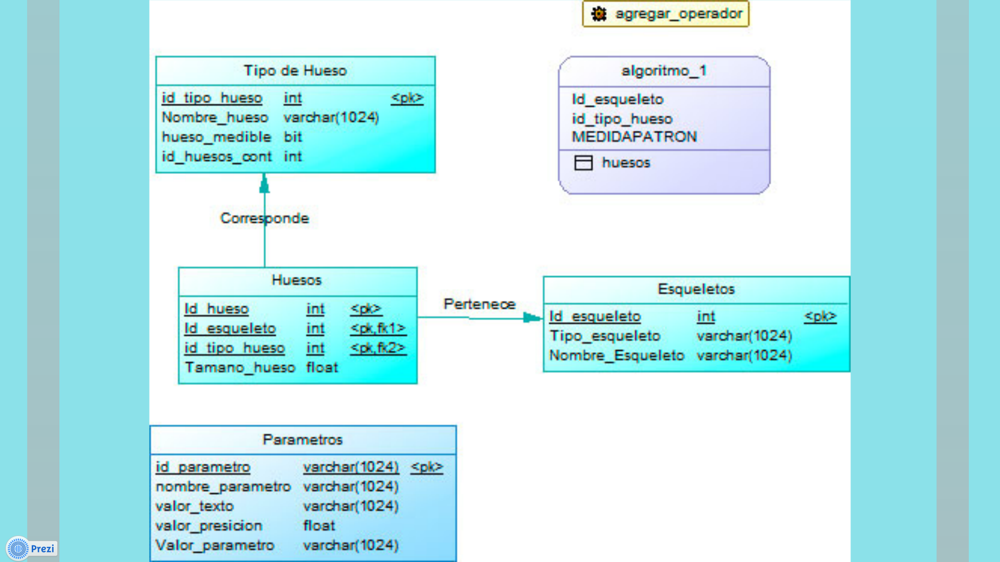 agregar_operador
Tipo de Hueso
id_tipo_hueso int <pk>
Nombre_hueso varchar(1024)
hueso_medible bit
id_huesos_cont int
algoritmo_1
Id_esqueleto
id_tipo_hueso
MEDIDAPATRON
huesos
Corresponde
Huesos
Id_hueso int <pk>
Id_esqueleto int <pk,fk1>
id_tipo_hueso int <pk,fk2>
Tamano_hueso float
Pertenece
Esqueletos
Id_esqueleto int <pk>
Tipo_esqueleto varchar(1024)
Nombre_Esqueleto varchar(1024)
Parametros
id_parametro varchar(1024) <pk>
nombre_parametro varchar(1024)
valor_texto varchar(1024)
valor_presicion float
Valor_parametro varchar(1024)
Prezi